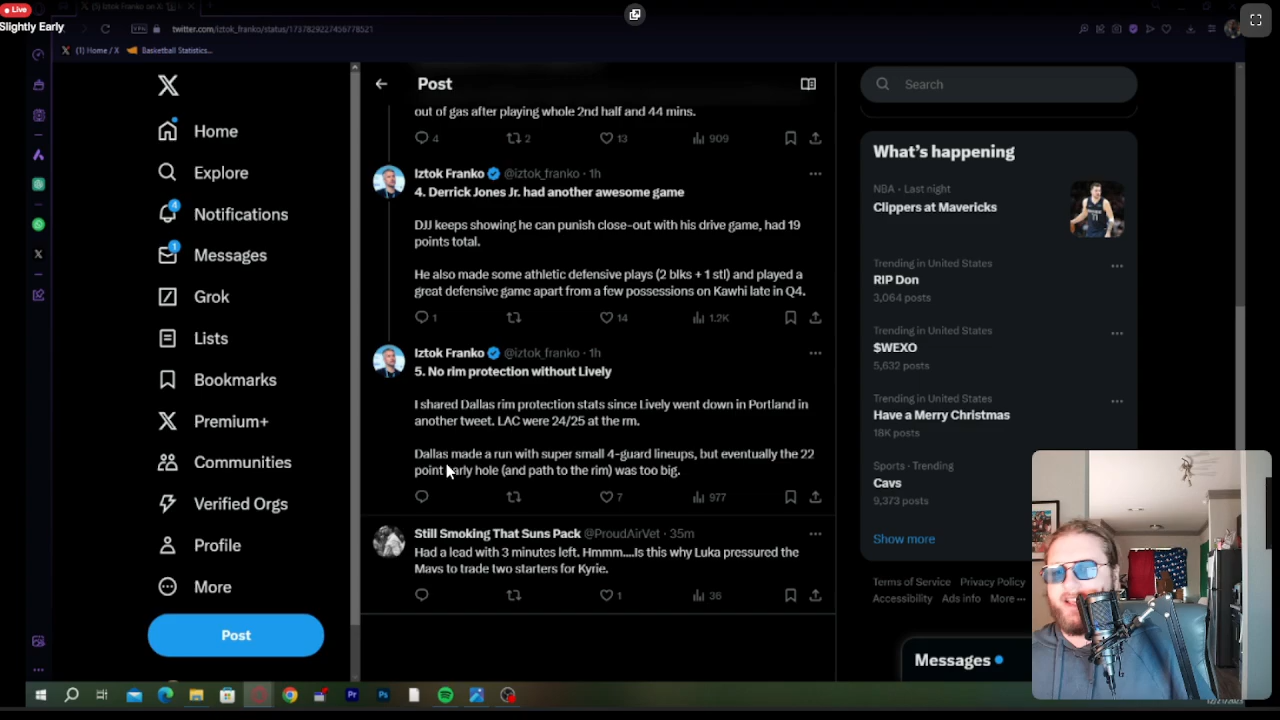 Live
Slightly Early
(5) Iztok Franko on X:
twitter.com/iztok_franko/status/1737829227456778521
VPN
(1) Home / X
Basketball Statistics...
Home
Explore
4
Notifications
1
Messages
Grok
Lists
Bookmarks
Premium+
Communities
Verified Orgs
Profile
More
Post
Post
out of gas after playing whole 2nd half and 44 mins.
4 2 13 909
Iztok Franko @iztok_franko · 1h
4. Derrick Jones Jr. had another awesome game
DJJ keeps showing he can punish close-out with his drive game, had 19
points total.
He also made some athletic defensive plays (2 blks + 1 stl) and played a
great defensive game apart from a few possessions on Kawhi late in Q4.
1 14 1.2K
Iztok Franko @iztok_franko · 1h
5. No rim protection without Lively
I shared Dallas rim protection stats since Lively went down in Portland in
another tweet. LAC were 24/25 at the rm.
Dallas made a run with super small 4-guard lineups, but eventually the 22
point early hole (and path to the rim) was too big.
7 977
Still Smoking That Suns Pack @ProudAirVet · 35m
Had a lead with 3 minutes left. Hmmm....Is this why Luka pressured the
Mavs to trade two starters for Kyrie.
1 36
Search
What's happening
NBA · Last night
Clippers at Mavericks
Trending in United States
RIP Don
3,064 posts
Trending in United States
$WEXO
5,632 posts
Trending in United States
Have a Merry Christmas
18K posts
Sports · Trending
Cavs
9,373 posts
Show more
Terms of Service Privacy Policy
Accessibility Ads info More ···
Messages